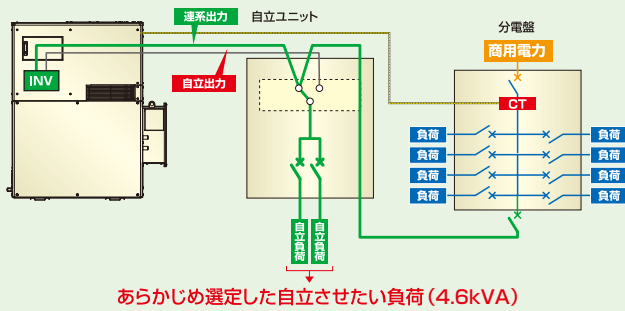 連系出力
自立ユニット
分電盤
商用電力
INV
自立出力
CT
負荷
負荷
負荷
負荷
負荷
負荷
負荷
負荷
自立負荷
自立負荷
あらかじめ選定した自立させたい負荷(4.6kVA)